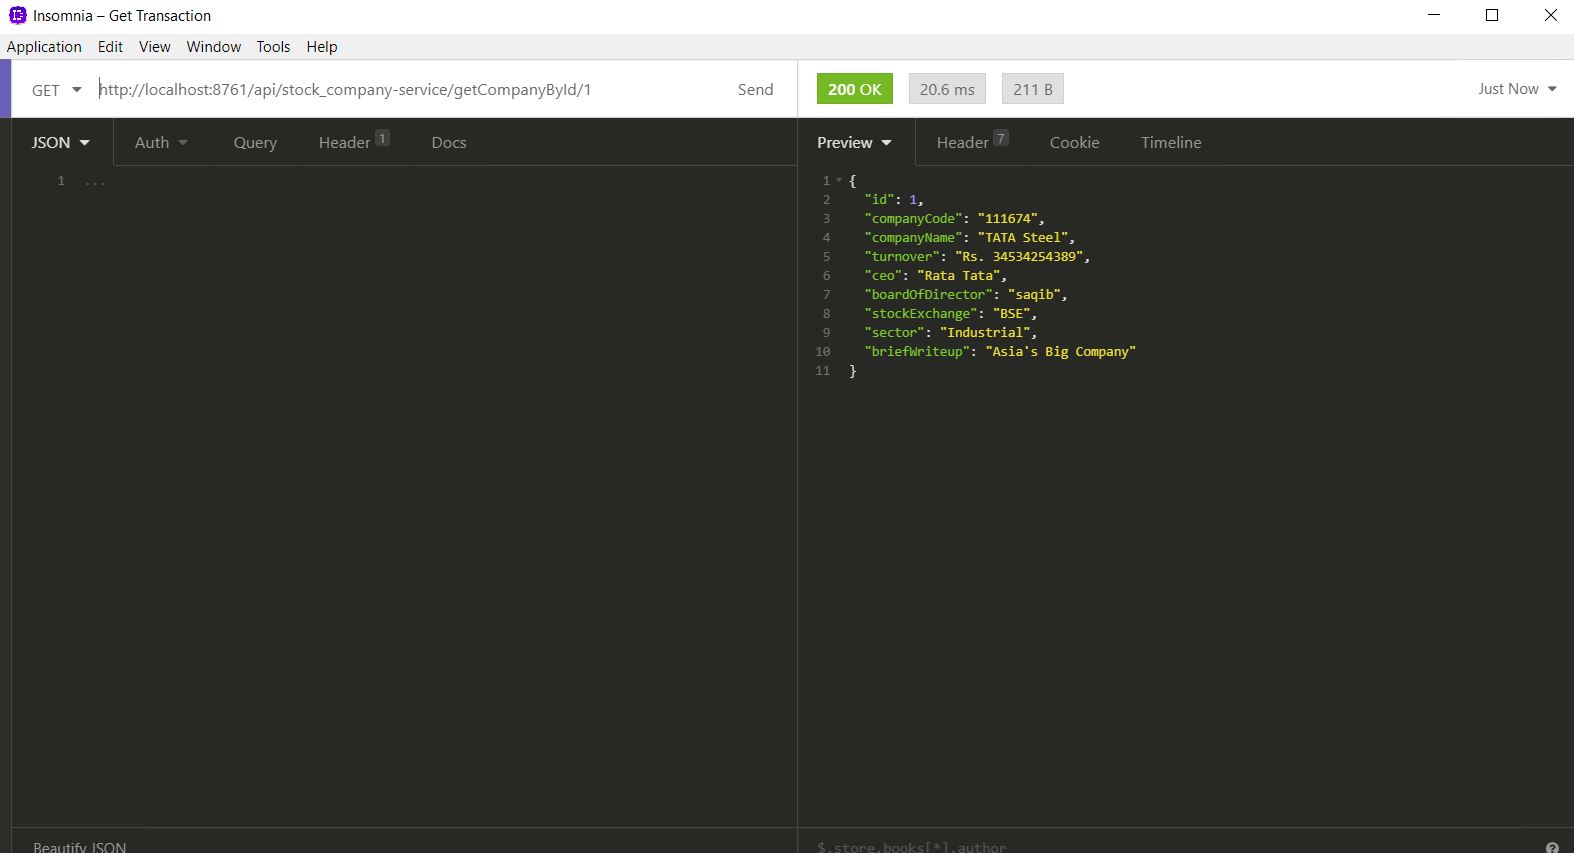 Insomnia – Get Transaction
Application Edit View Window Tools Help
GET http://localhost:8761/api/stock_company-service/getCompanyById/1 Send
200 OK 20.6 ms 211 B Just Now
JSON Auth Query Header 1 Docs
Preview Header 7 Cookie Timeline
1 ...
1 {
2 "id": 1,
3 "companyCode": "111674",
4 "companyName": "TATA Steel",
5 "turnover": "Rs. 34534254389",
6 "ceo": "Rata Tata",
7 "boardOfDirector": "saqib",
8 "stockExchange": "BSE",
9 "sector": "Industrial",
10 "briefWriteup": "Asia's Big Company"
11 }
Beautify JSON
$.store.books[*].author